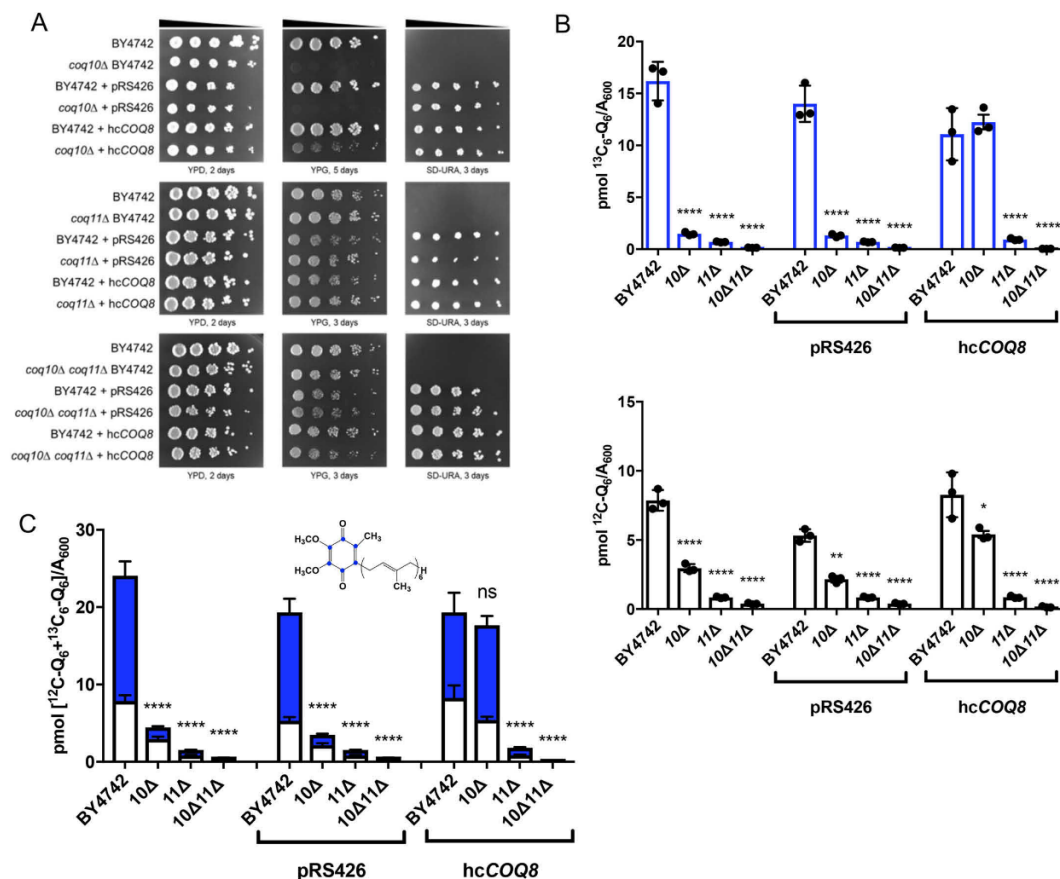 A
BY4742
coq10Δ BY4742
BY4742 + pRS426
coq10Δ + pRS426
BY4742 + hcCOQ8
coq10Δ + hcCOQ8
YPD, 2 days
YPG, 5 days
SD-URA, 3 days
BY4742
coq11Δ BY4742
BY4742 + pRS426
coq11Δ + pRS426
BY4742 + hcCOQ8
coq11Δ + hcCOQ8
YPD, 2 days
YPG, 3 days
SD-URA, 3 days
BY4742
coq10Δ coq11Δ BY4742
BY4742 + pRS426
coq10Δ coq11Δ + pRS426
BY4742 + hcCOQ8
coq10Δ coq11Δ + hcCOQ8
YPD, 2 days
YPG, 3 days
SD-URA, 3 days
B
pmol ¹³C₆-Q₆/A₆₀₀
20
15
10
5
0
**** **** ****
**** **** ****
**** ****
BY4742 10Δ 11Δ 10Δ11Δ
BY4742 10Δ 11Δ 10Δ11Δ
BY4742 10Δ 11Δ 10Δ11Δ
pRS426
hcCOQ8
pmol ¹²C-Q₆/A₆₀₀
15
10
5
0
**** **** ****
** **** ****
* **** ****
BY4742 10Δ 11Δ 10Δ11Δ
BY4742 10Δ 11Δ 10Δ11Δ
BY4742 10Δ 11Δ 10Δ11Δ
pRS426
hcCOQ8
C
pmol [¹²C-Q₆+¹³C₆-Q₆]/A₆₀₀
30
20
10
0
O
H₃CO CH₃
H₃CO H
O CH₃ 6
**** **** ****
**** **** ****
ns **** ****
BY4742 10Δ 11Δ 10Δ11Δ
BY4742 10Δ 11Δ 10Δ11Δ
BY4742 10Δ 11Δ 10Δ11Δ
pRS426
hcCOQ8